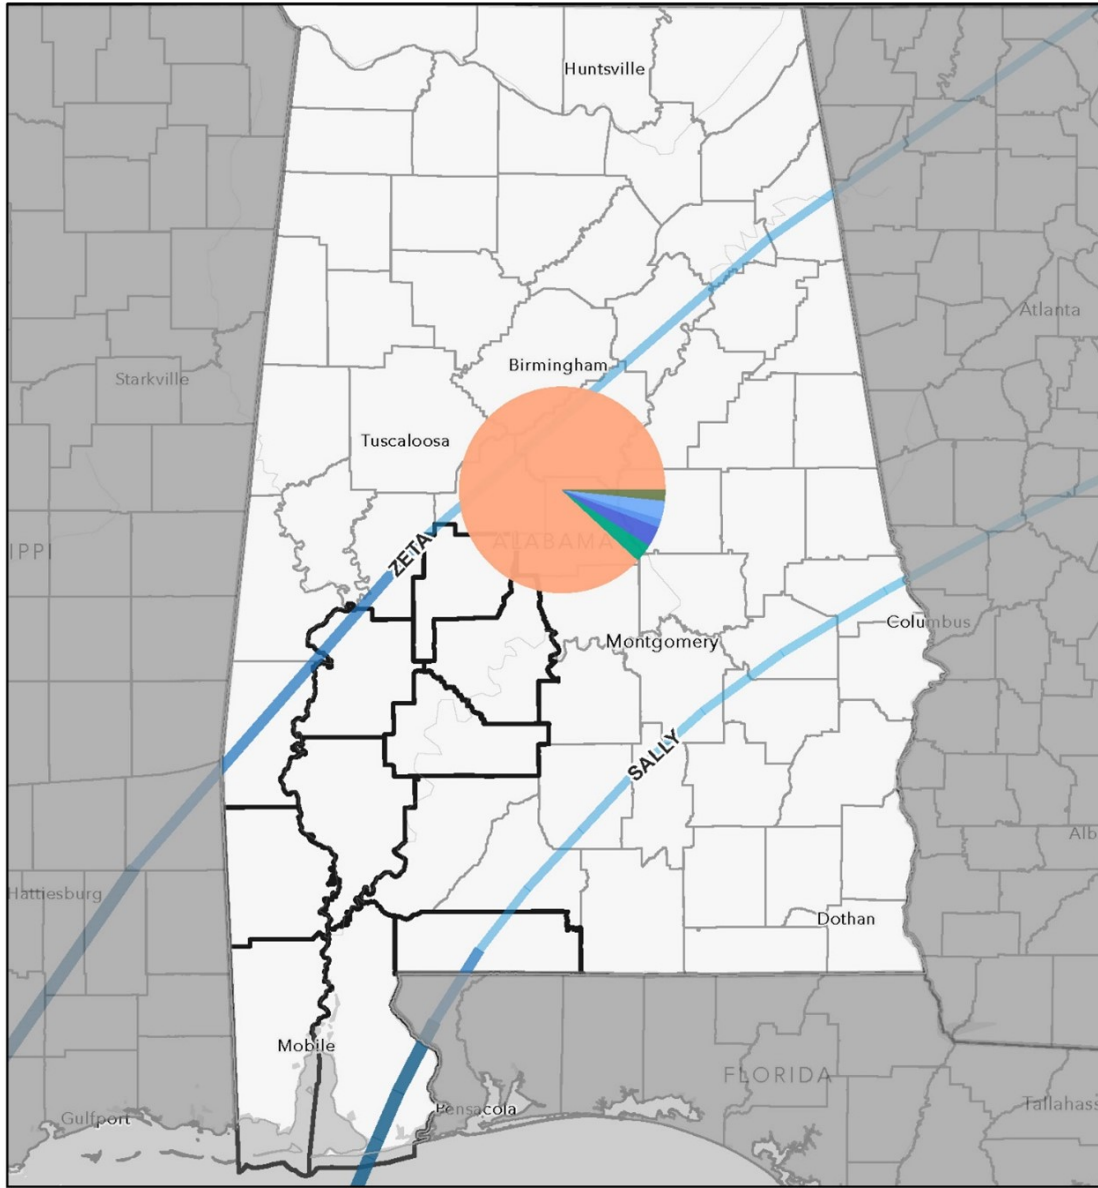 Huntsville
Atlanta
Birmingham
Starkville
Tuscaloosa
ALABAMA
IPPI
ZETA
Columbus
Montgomery
SALLY
Alb
Hattiesburg
Dothan
Mobile
FLORIDA
Pensacola
Tallahass
Gulfport